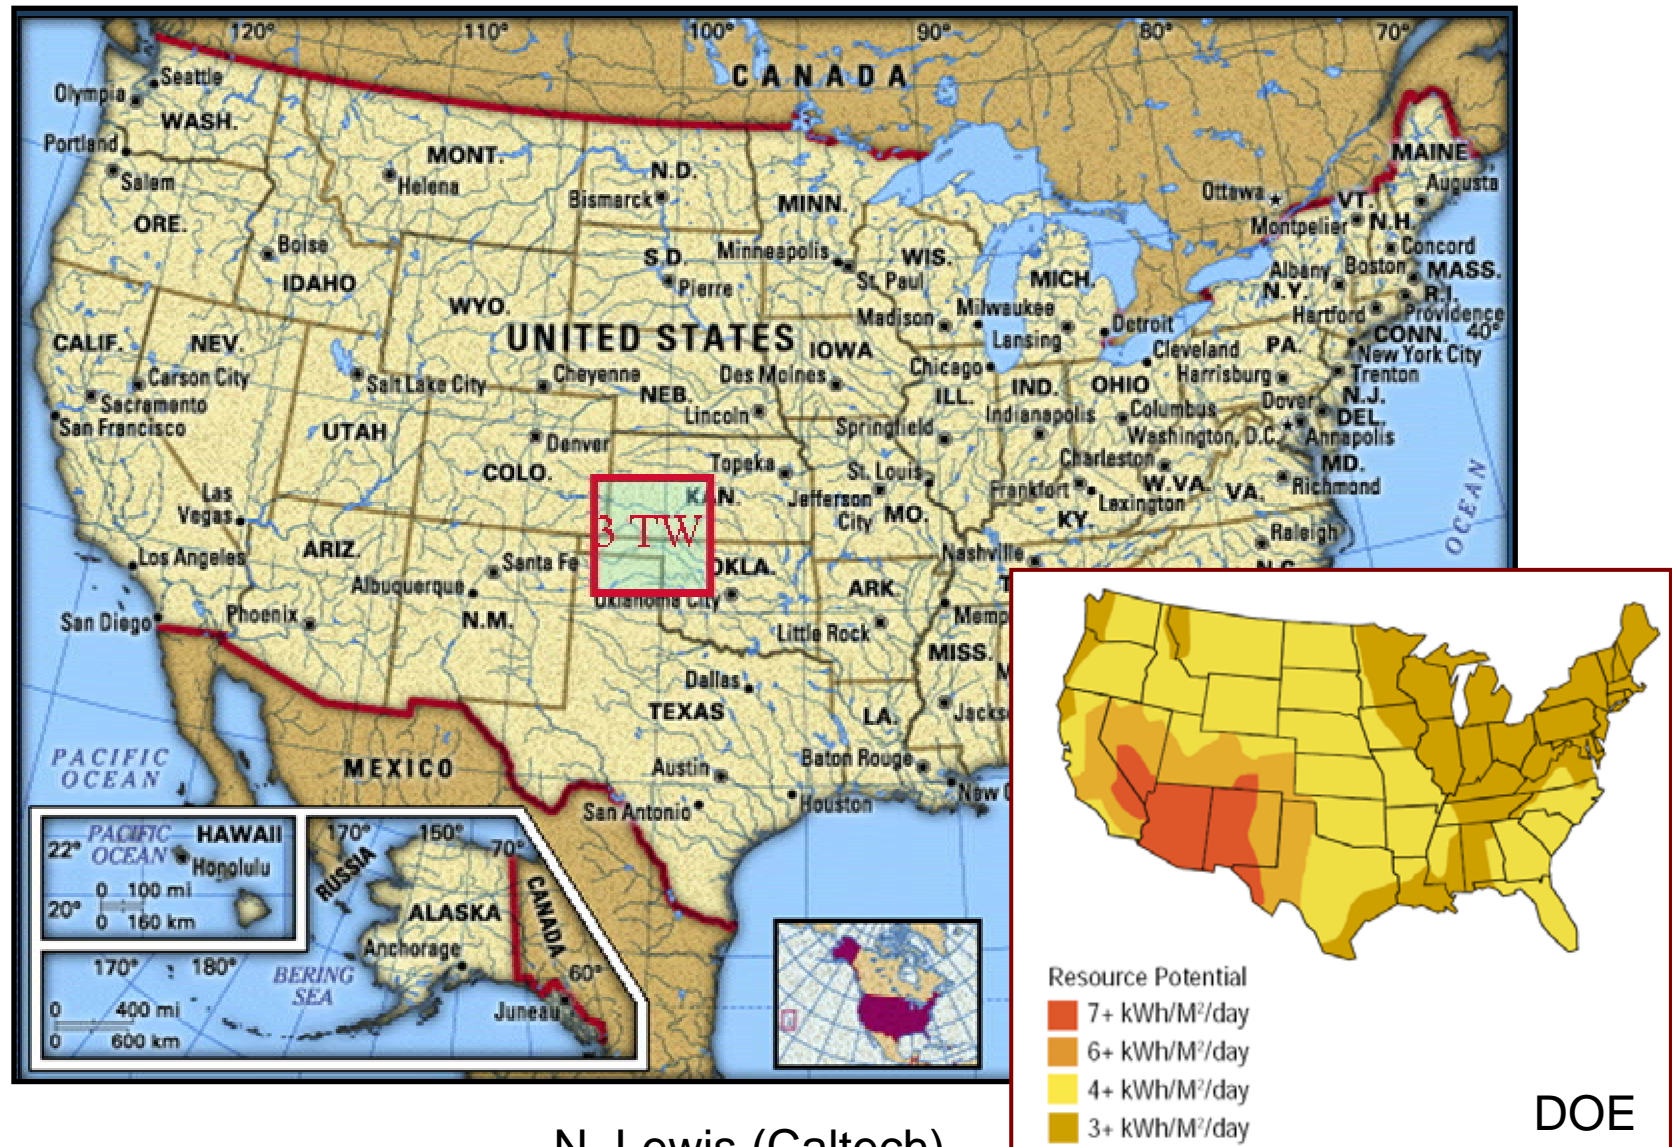 120°
110°
100°
90°
80°
70°
CANADA
Seattle
Olympia
WASH.
Portland
Salem
ORE.
MONT.
Helena
N.D.
Bismarck
MINN.
Ottawa
MAINE
Augusta
VT.
Montpelier
N.H.
Concord
Boise
IDAHO
S.D.
Pierre
Minneapolis
St. Paul
WIS.
MICH.
Albany
Boston
MASS.
N.Y.
R.I.
Hartford
Providence
CONN.
40°
WYO.
UNITED STATES
Milwaukee
Madison
Lansing
Detroit
Cleveland
PA.
New York City
CALIF.
NEV.
Carson City
Sacramento
San Francisco
Salt Lake City
Cheyenne
NEB.
Lincoln
IOWA
Des Moines
Chicago
ILL.
IND.
OHIO
Indianapolis
Columbus
Harrisburg
Trenton
N.J.
Dover
DEL.
Annapolis
Washington, D.C.
UTAH
Denver
COLO.
Topeka
KAN.
3 TW
Springfield
St. Louis
Jefferson
City
MO.
Charleston
W.VA.
VA.
MD.
Richmond
Frankfort
Lexington
KY.
Raleigh
N.C.
OCEAN
Las
Vegas
Los Angeles
San Diego
ARIZ.
Phoenix
Albuquerque
Santa Fe
N.M.
OKLA.
Oklahoma City
Nashville
ARK.
Memp
Little Rock
MISS.
Dallas
TEXAS
LA.
Jacks
Baton Rouge
New O
Austin
San Antonio
Houston
MEXICO
PACIFIC
OCEAN
PACIFIC
OCEAN
HAWAII
22°
Honolulu
0 100 mi
20°
0 160 km
170°
150°
70°
RUSSIA
CANADA
ALASKA
Anchorage
170°
180°
BERING
SEA
60°
Juneau
0 400 mi
0 600 km
Resource Potential
7+ kWh/M²/day
6+ kWh/M²/day
4+ kWh/M²/day
3+ kWh/M²/day
DOE
N. Lewis (Caltech)